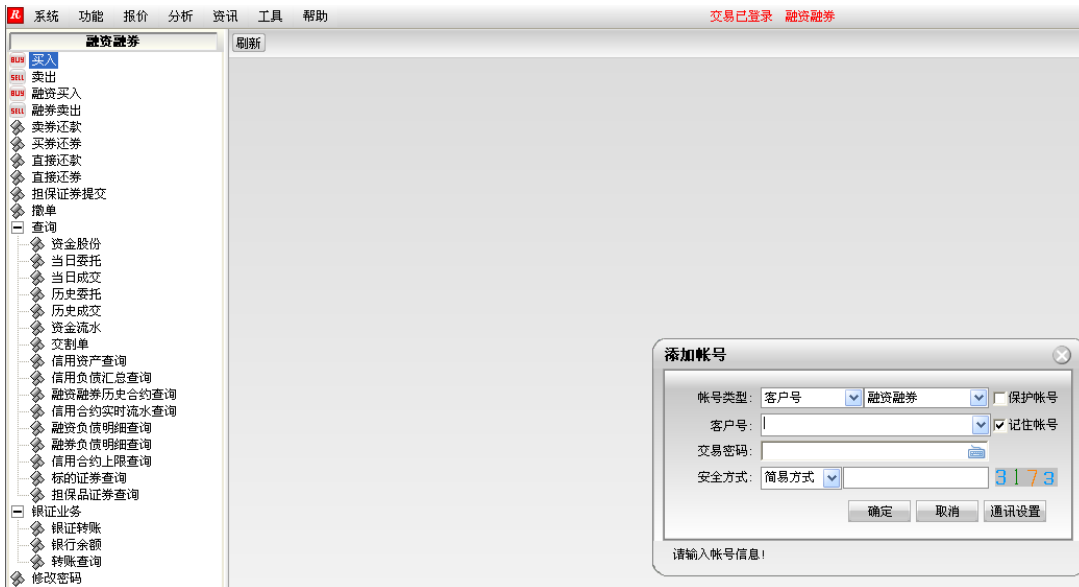 R 系统 功能 报价 分析 资讯 工具 帮助 交易已登录 融资融券
融资融券
刷新
BUY 买入
SELL 卖出
BUY 融资买入
SELL 融券卖出
卖券还款
买券还券
直接还款
直接还券
担保证券提交
撤单
查询
资金股份
当日委托
当日成交
历史委托
历史成交
资金流水
交割单
信用资产查询
信用负债汇总查询
融资融券历史合约查询
信用合约实时流水查询
融资负债明细查询
融券负债明细查询
信用合约上限查询
标的证券查询
担保品证券查询
银证业务
银证转账
银行余额
转账查询
修改密码
添加帐号
帐号类型: 客户号 融资融券 保护帐号
客户号: 记住帐号
交易密码:
安全方式: 简易方式 3173
确定 取消 通讯设置
请输入帐号信息!